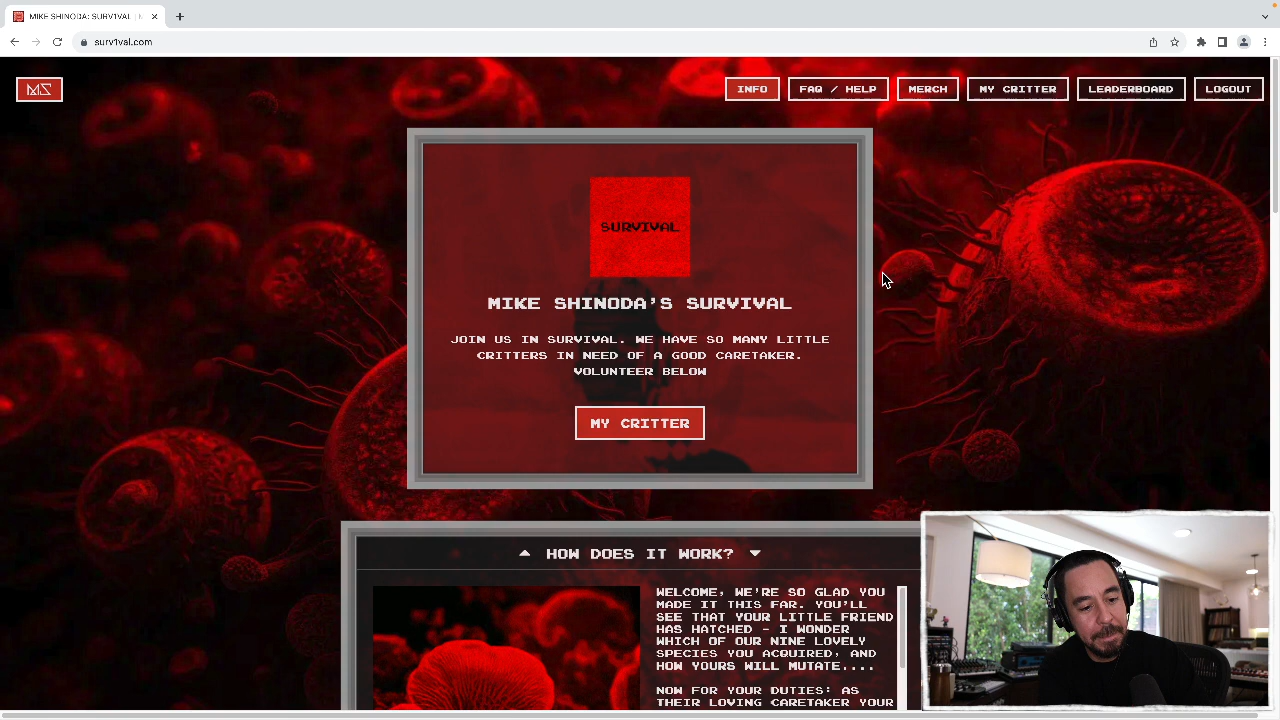 MIKE SHINODA: SURV1VAL |
surv1val.com
MS
INFO
FAQ / HELP
MERCH
MY CRITTER
LEADERBOARD
LOGOUT
SURVIVAL
MIKE SHINODA'S SURVIVAL
JOIN US IN SURVIVAL. WE HAVE SO MANY LITTLE
CRITTERS IN NEED OF A GOOD CARETAKER.
VOLUNTEER BELOW
MY CRITTER
HOW DOES IT WORK?
WELCOME, WE'RE SO GLAD YOU
MADE IT THIS FAR. YOU'LL
SEE THAT YOUR LITTLE FRIEND
HAS HATCHED - I WONDER
WHICH OF OUR NINE LOVELY
SPECIES YOU ACQUIRED, AND
HOW YOURS WILL MUTATE....
NOW FOR YOUR DUTIES: AS
THEIR LOVING CARETAKER YOUR